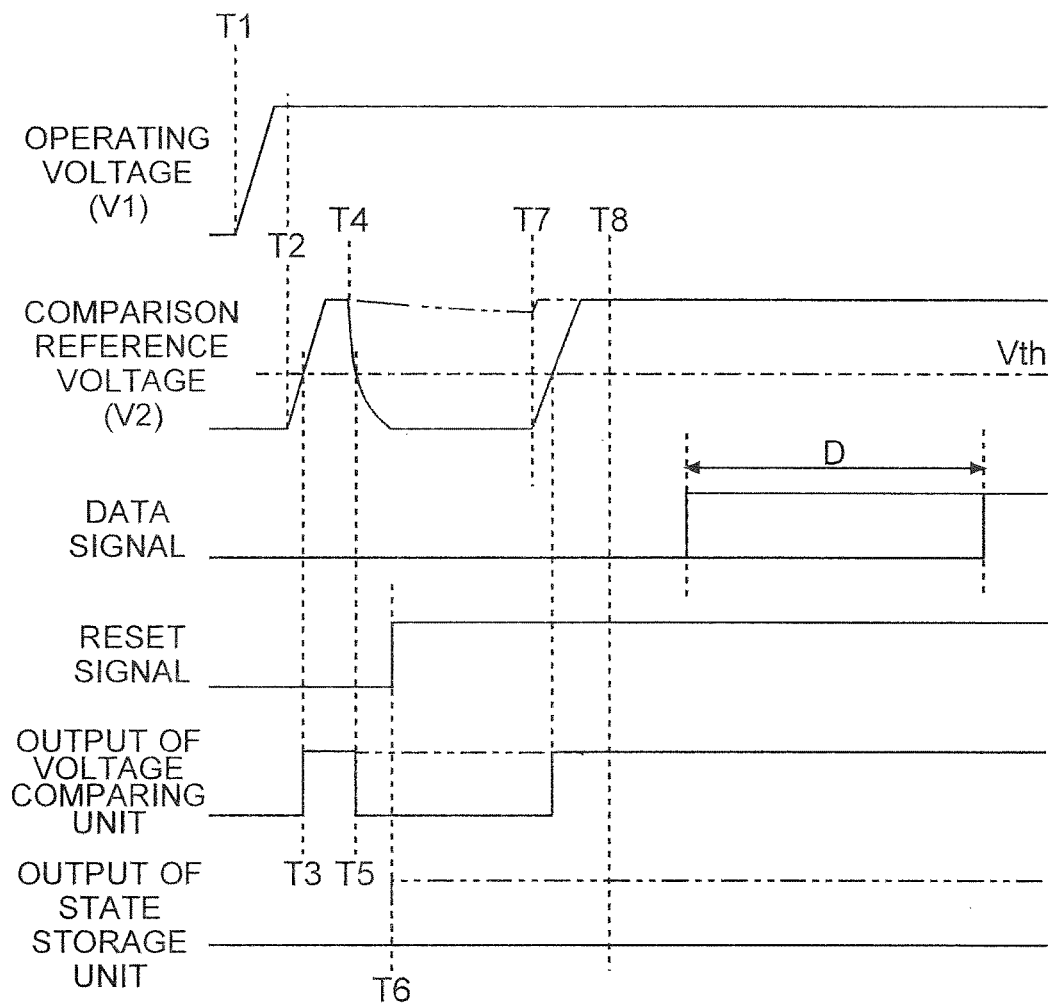 T1
OPERATING
VOLTAGE
(V1)
T2
T4
T7
T8
COMPARISON
REFERENCE
VOLTAGE
(V2)
Vth
D
DATA
SIGNAL
RESET
SIGNAL
OUTPUT OF
VOLTAGE
COMPARING
UNIT
T3
T5
OUTPUT OF
STATE
STORAGE
UNIT
T6